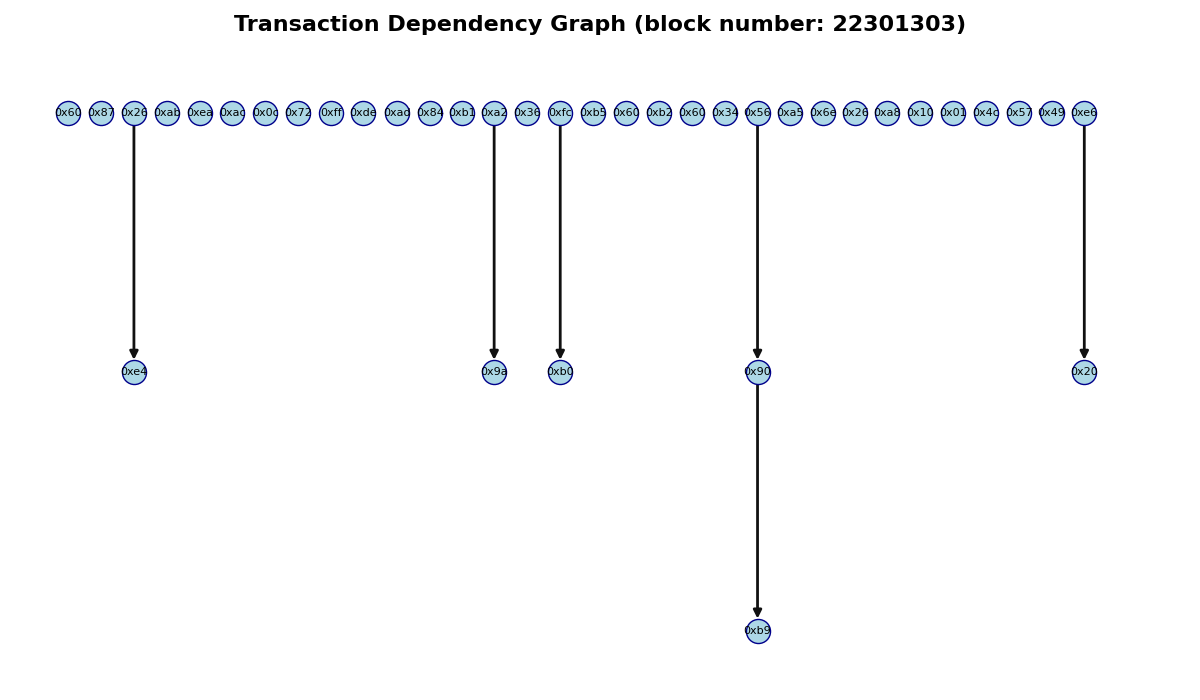 Transaction Dependency Graph (block number: 22301303)
0x60 0x87 0x26 0xab 0xea 0xac 0x0c 0x72 0xff 0xde 0xad 0x84 0xb1 0xa2 0x36 0xfc 0xb5 0x60 0xb2 0x60 0x34 0x56 0xa5 0x6e 0x26 0xa8 0x10 0x01 0x4c 0x57 0x49 0xe6
0xe4 0x9a 0xb0 0x90 0x20
0xb9